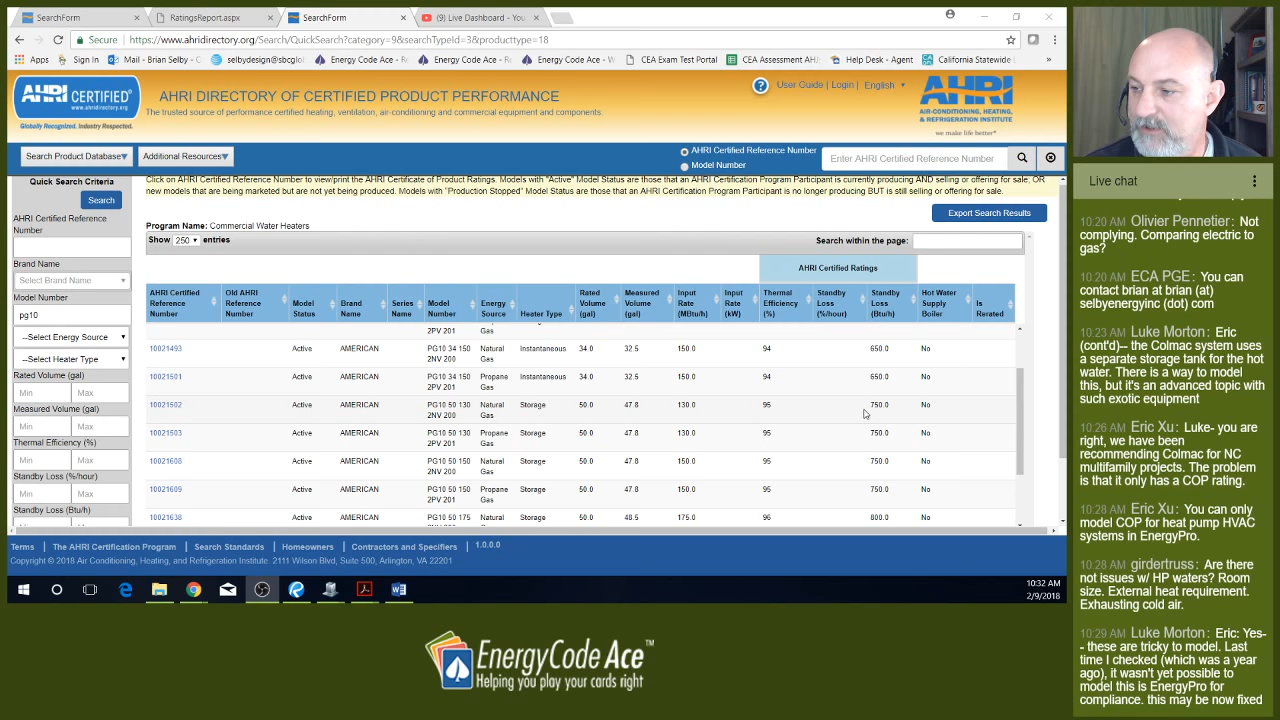 SearchForm
RatingsReport.aspx
SearchForm
Live Dashboard - You
Secure
https://www.ahridirectory.org/Search/QuickSearch?category=9&searchTypeId=3&producttype=18
Apps
Sign In
Mail - Brian Selby
selbydesign@sbcglo
Energy Code Ace - R
Energy Code Ace - R
Energy Code Ace - W
CEA Exam Test Portal
CEA Assessment AH
Help Desk - Agent
California Statewide
AHRI CERTIFIED
www.ahridirectory.org
Globally Recognized. Industry Respected.
AHRI DIRECTORY OF CERTIFIED PRODUCT PERFORMANCE
The trusted source of performance certified heating, ventilation, air-conditioning and commercial equipment and components.
? User Guide | Login | English
AHRI
AIR-CONDITIONING, HEATING,
& REFRIGERATION INSTITUTE
we make life better
Search Product Database
Additional Resources
AHRI Certified Reference Number
Model Number
Enter AHRI Certified Reference Number
Quick Search Criteria
Search
AHRI Certified Reference
Number
Brand Name
Select Brand Name
Model Number
pg10
--Select Energy Source
--Select Heater Type
Rated Volume (gal)
Min Max
Measured Volume (gal)
Min Max
Thermal Efficiency (%)
Min Max
Standby Loss (%/hour)
Min Max
Standby Loss (Btu/h)
Min Max
Click on AHRI Certified Reference Number to view/print the AHRI Certificate of Product Ratings. Models with "Active" Model Status are those that an AHRI Certification Program Participant is currently producing AND selling or offering for sale; OR
new models that are being marketed but are not yet being produced. Models with "Production Stopped" Model Status are those that an AHRI Certification Program Participant is no longer producing BUT is still selling or offering for sale.
Export Search Results
Program Name: Commercial Water Heaters
Show 250 entries
Search within the page:
AHRI Certified Ratings
AHRI Certified Reference Number
Old AHRI Reference Number
Model Status
Brand Name
Series Name
Model Number
Energy Source
Heater Type
Rated Volume (gal)
Measured Volume (gal)
Input Rate (MBtu/h)
Input Rate (kW)
Thermal Efficiency (%)
Standby Loss (%/hour)
Standby Loss (Btu/h)
Hot Water Supply Boiler
Is Rerated
2PV 201 Gas
10021493 Active AMERICAN PG10 34 150 2NV 200 Natural Gas Instantaneous 34.0 32.5 150.0 94 650.0 No
10021501 Active AMERICAN PG10 34 150 2PV 201 Propane Gas Instantaneous 34.0 32.5 150.0 94 650.0 No
10021502 Active AMERICAN PG10 50 130 2NV 200 Natural Gas Storage 50.0 47.8 130.0 95 750.0 No
10021503 Active AMERICAN PG10 50 130 2PV 201 Propane Gas Storage 50.0 47.8 130.0 95 750.0 No
10021608 Active AMERICAN PG10 50 150 2NV 200 Natural Gas Storage 50.0 47.8 150.0 95 750.0 No
10021609 Active AMERICAN PG10 50 150 2PV 201 Propane Gas Storage 50.0 47.8 150.0 95 750.0 No
10021638 Active AMERICAN PG10 50 175 Natural Storage 50.0 48.5 175.0 96 800.0 No
Terms | The AHRI Certification Program | Search Standards | Homeowners | Contractors and Specifiers | 1.0.0.0
Copyright © 2018 Air Conditioning, Heating, and Refrigeration Institute. 2111 Wilson Blvd, Suite 500, Arlington, VA 22201
10:32 AM
2/9/2018
EnergyCode Ace™
Helping you play your cards right
Live chat
10:20 AM Olivier Pennetier: Not
complying. Comparing electric to
gas?
10:20 AM ECA PGE: You can
contact brian at brian (at)
selbyenergyinc (dot) com
10:23 AM Luke Morton: Eric
(cont'd)-- the Colmac system uses
a separate storage tank for the hot
water. There is a way to model
this, but it's an advanced topic with
such exotic equipment
10:26 AM Eric Xu: Luke- you are
right, we have been
recommending Colmac for NC
multifamily projects. The problem
is that it only has a COP rating.
10:28 AM Eric Xu: You can only
model COP for heat pump HVAC
systems in EnergyPro.
10:28 AM girdertruss: Are there
not issues w/ HP waters? Room
size. External heat requirement.
Exhausting cold air.
10:29 AM Luke Morton: Eric: Yes-
- these are tricky to model. Last
time I checked (which was a year
ago), it wasn't yet possible to
model this is EnergyPro for
compliance. this may be now fixed